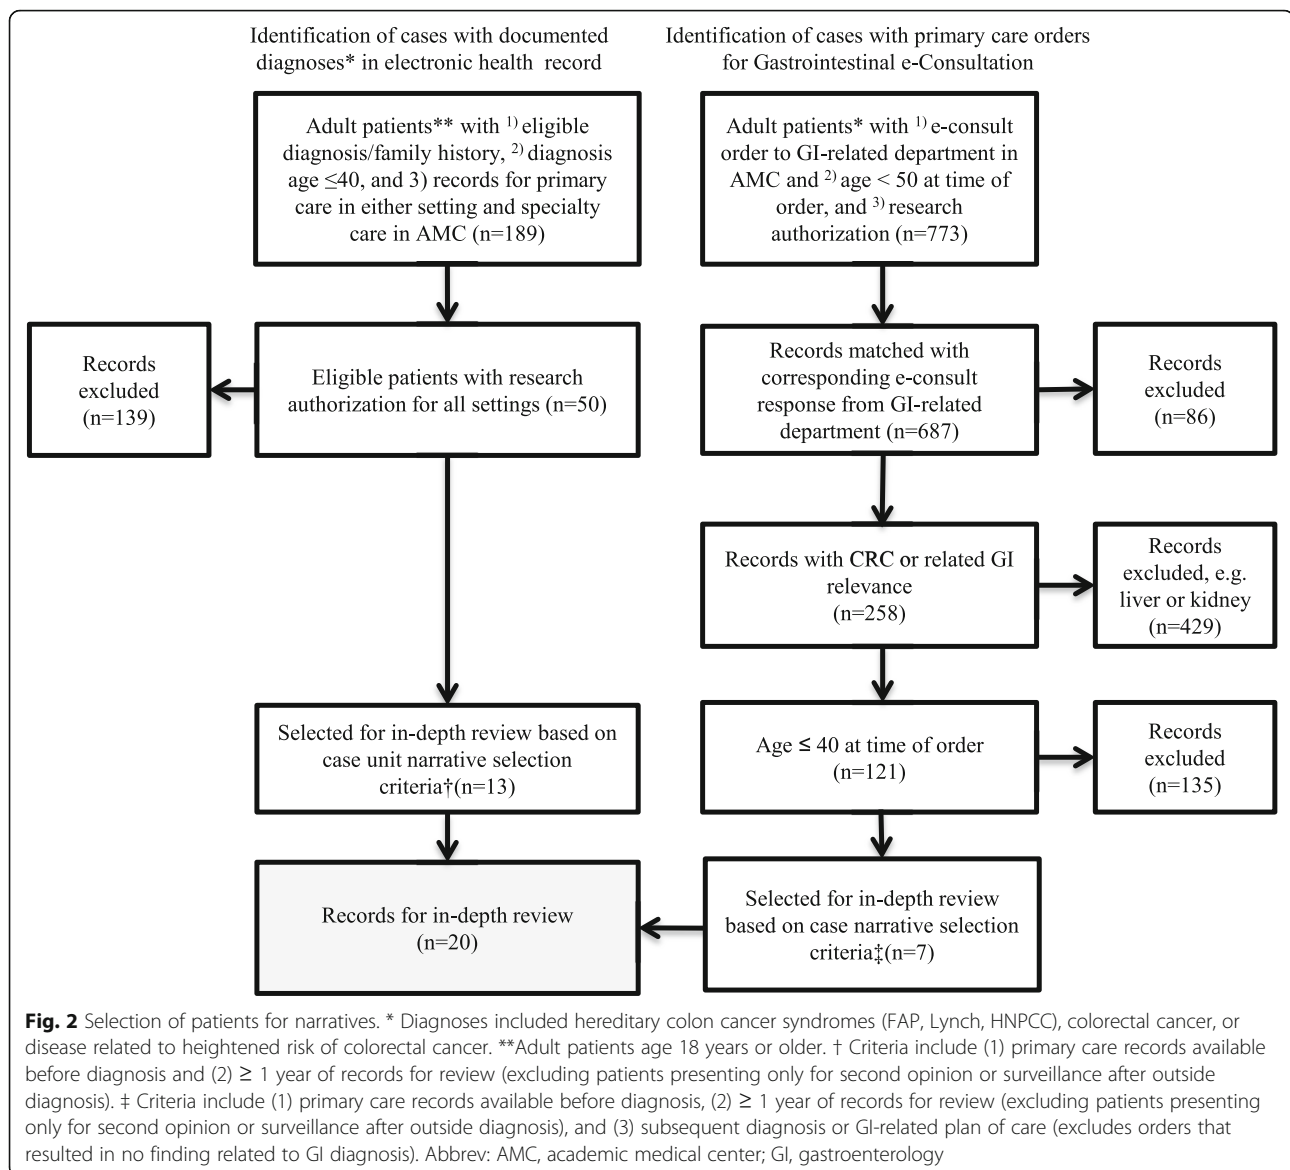 Identification of cases with documented
diagnoses* in electronic health record
Identification of cases with primary care orders
for Gastrointestinal e-Consultation
Adult patients** with 1) eligible
diagnosis/family history, 2) diagnosis
age ≤40, and 3) records for primary
care in either setting and specialty
care in AMC (n=189)
Adult patients* with 1) e-consult
order to GI-related department in
AMC and 2) age < 50 at time of
order, and 3) research
authorization (n=773)
Records
excluded
(n=139)
Eligible patients with research
authorization for all settings (n=50)
Records matched with
corresponding e-consult
response from GI-related
department (n=687)
Records
excluded
(n=86)
Records with CRC or related GI
relevance
(n=258)
Records
excluded, e.g.
liver or kidney
(n=429)
Selected for in-depth review based on
case unit narrative selection
criteria†(n=13)
Age ≤ 40 at time of order
(n=121)
Records
excluded
(n=135)
Records for in-depth review
(n=20)
Selected for in-depth review
based on case narrative selection
criteria‡(n=7)
Fig. 2 Selection of patients for narratives. * Diagnoses included hereditary colon cancer syndromes (FAP, Lynch, HNPCC), colorectal cancer, or
disease related to heightened risk of colorectal cancer. **Adult patients age 18 years or older. † Criteria include (1) primary care records available
before diagnosis and (2) ≥ 1 year of records for review (excluding patients presenting only for second opinion or surveillance after outside
diagnosis). ‡ Criteria include (1) primary care records available before diagnosis, (2) ≥ 1 year of records for review (excluding patients presenting
only for second opinion or surveillance after outside diagnosis), and (3) subsequent diagnosis or GI-related plan of care (excludes orders that
resulted in no finding related to GI diagnosis). Abbrev: AMC, academic medical center; GI, gastroenterology